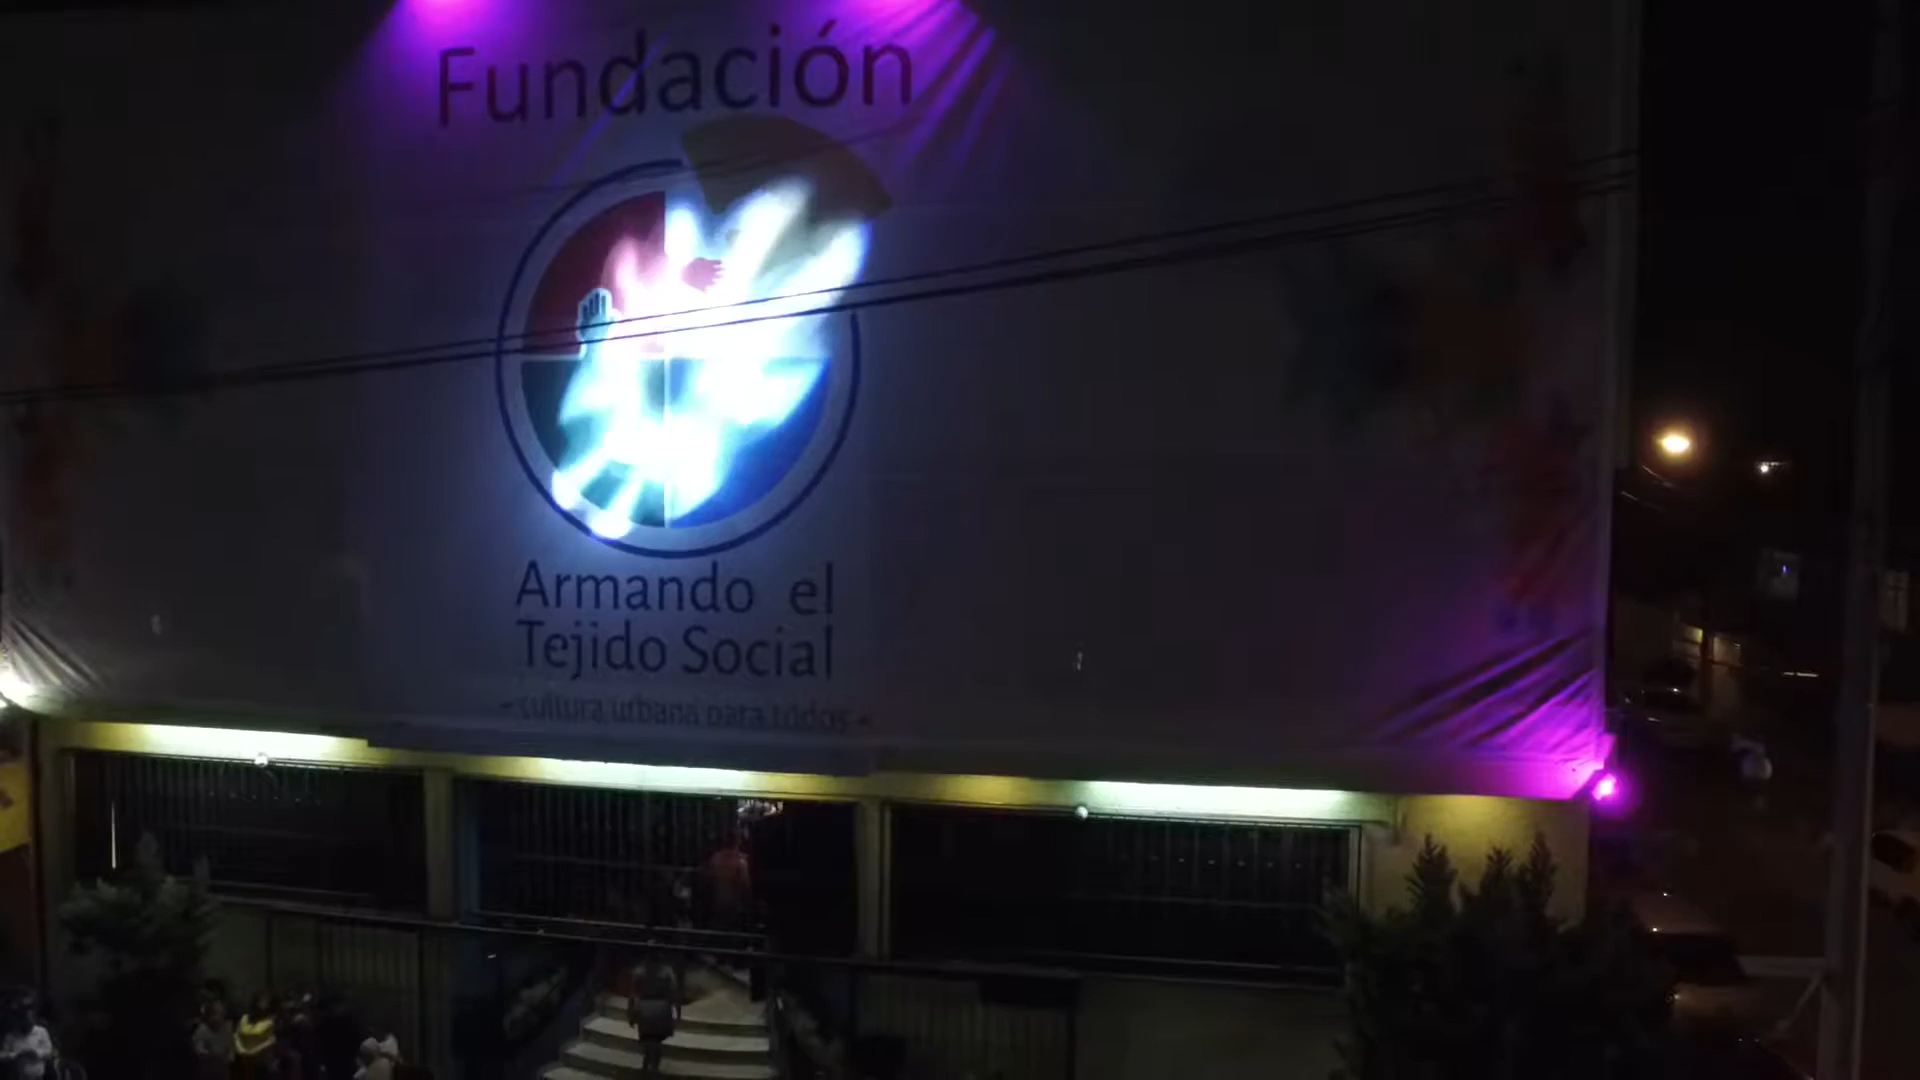 Fundación
Armando el
Tejido Social
- cultura urbana para todos -